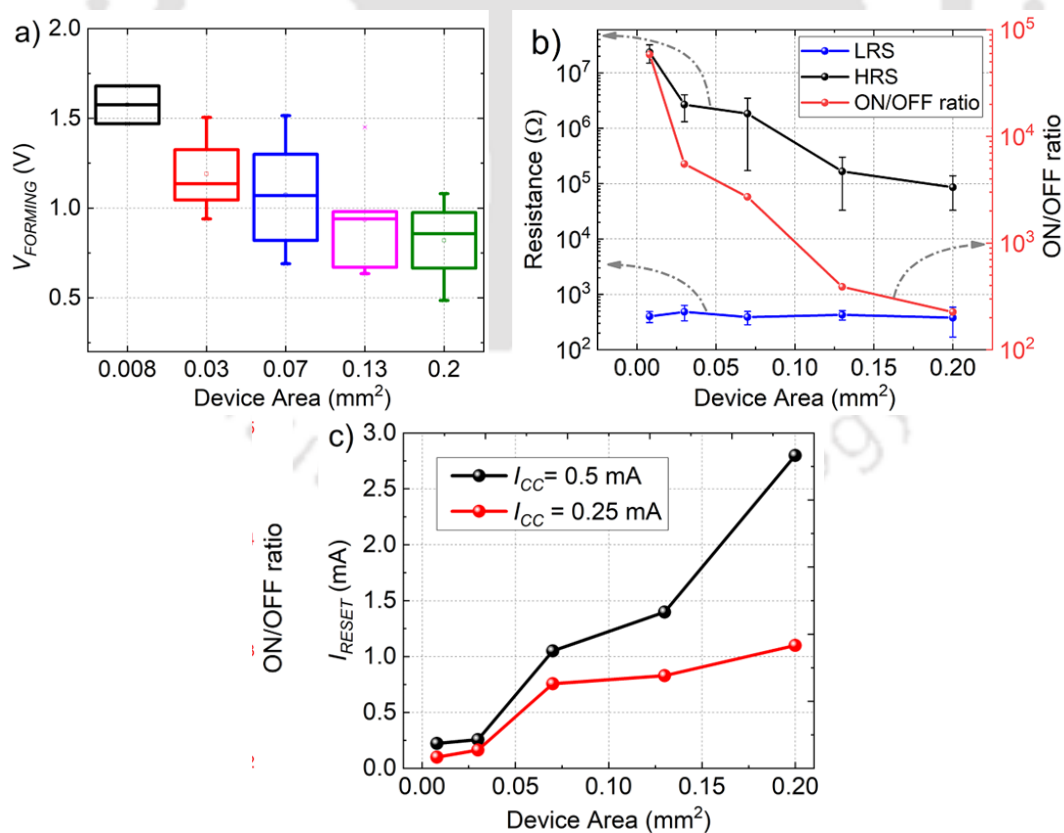 a)
2.0
1.5
1.0
0.5
V_FORMING (V)
0.008 0.03 0.07 0.13 0.2
Device Area (mm²)
b)
10⁷
10⁶
10⁵
10⁴
10³
10²
Resistance (Ω)
LRS
HRS
ON/OFF ratio
10⁵
10⁴
10³
10²
ON/OFF ratio
0.00 0.05 0.10 0.15 0.20
Device Area (mm²)
5
4
3
2
ON/OFF ratio
c)
3.0
2.5
2.0
1.5
1.0
0.5
0.0
I_RESET (mA)
I_CC = 0.5 mA
I_CC = 0.25 mA
0.00 0.05 0.10 0.15 0.20
Device Area (mm²)